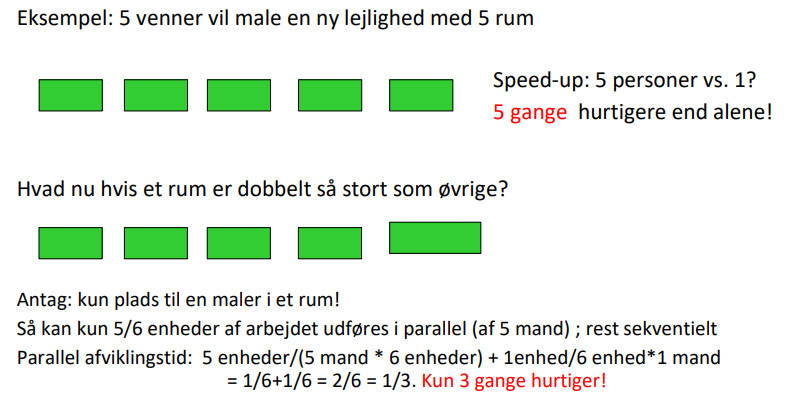 Eksempel: 5 venner vil male en ny lejlighed med 5 rum
Speed-up: 5 personer vs. 1?
5 gange hurtigere end alene!
Hvad nu hvis et rum er dobbelt så stort som øvrige?
Antag: kun plads til en maler i et rum!
Så kan kun 5/6 enheder af arbejdet udføres i parallel (af 5 mand) ; rest sekventielt
Parallel afviklingstid: 5 enheder/(5 mand * 6 enheder) + 1enhed/6 enhed*1 mand
= 1/6+1/6 = 2/6 = 1/3. Kun 3 gange hurtiger!